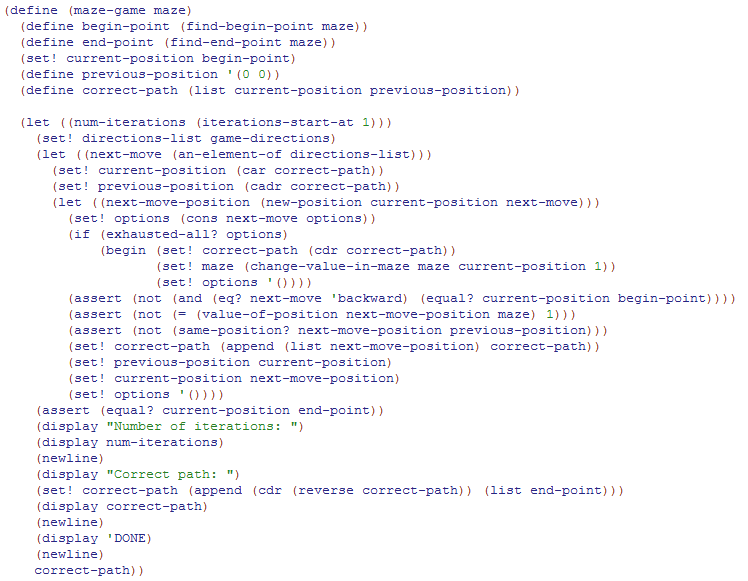 (define (maze-game maze)
  (define begin-point (find-begin-point maze))
  (define end-point (find-end-point maze))
  (set! current-position begin-point)
  (define previous-position '(0 0))
  (define correct-path (list current-position previous-position))

  (let ((num-iterations (iterations-start-at 1)))
    (set! directions-list game-directions)
    (let ((next-move (an-element-of directions-list)))
      (set! current-position (car correct-path))
      (set! previous-position (cadr correct-path))
      (let ((next-move-position (new-position current-position next-move)))
        (set! options (cons next-move options))
        (if (exhausted-all? options)
            (begin (set! correct-path (cdr correct-path))
                   (set! maze (change-value-in-maze maze current-position 1))
                   (set! options '())))
        (assert (not (and (eq? next-move 'backward) (equal? current-position begin-point))))
        (assert (not (= (value-of-position next-move-position maze) 1)))
        (assert (not (same-position? next-move-position previous-position)))
        (set! correct-path (append (list next-move-position) correct-path))
        (set! previous-position current-position)
        (set! current-position next-move-position)
        (set! options '())))
    (assert (equal? current-position end-point))
    (display "Number of iterations: ")
    (display num-iterations)
    (newline)
    (display "Correct path: ")
    (set! correct-path (append (cdr (reverse correct-path)) (list end-point)))
    (display correct-path)
    (newline)
    (display 'DONE)
    (newline)
    correct-path))